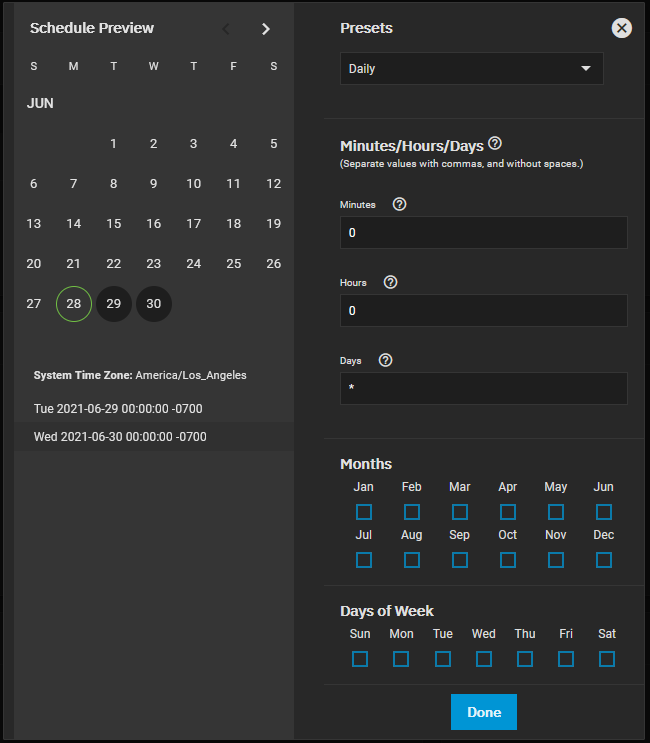 Schedule Preview
S M T W T F S
JUN
1 2 3 4 5
6 7 8 9 10 11 12
13 14 15 16 17 18 19
20 21 22 23 24 25 26
27 28 29 30
System Time Zone: America/Los_Angeles
Tue 2021-06-29 00:00:00 -0700
Wed 2021-06-30 00:00:00 -0700
Presets
Daily
Minutes/Hours/Days ?
(Separate values with commas, and without spaces.)
Minutes ?
0
Hours ?
0
Days ?
*
Months
Jan Feb Mar Apr May Jun
Jul Aug Sep Oct Nov Dec
Days of Week
Sun Mon Tue Wed Thu Fri Sat
Done